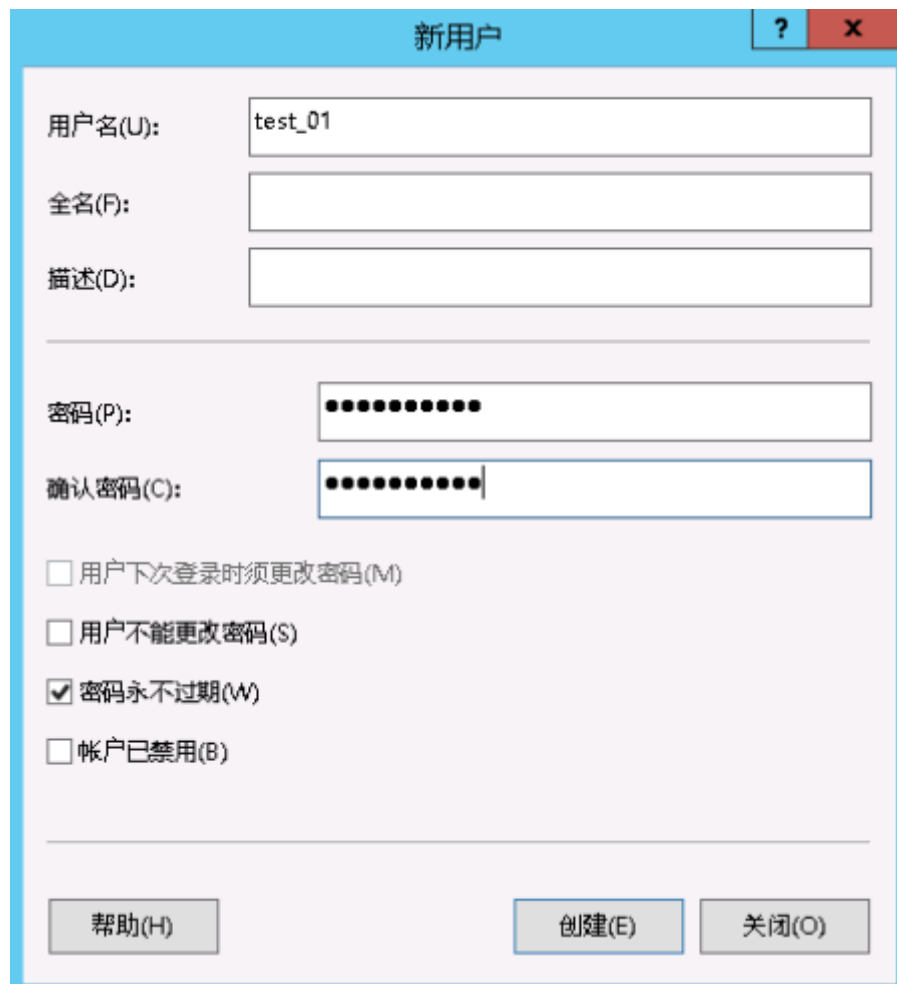 新用户
?
x
用户名(U):
test_01
全名(F):
描述(D):
密码(P):
●●●●●●●●●●
确认密码(C):
●●●●●●●●●●
用户下次登录时须更改密码(M)
用户不能更改密码(S)
密码永不过期(W)
帐户已禁用(B)
帮助(H)
创建(E)
关闭(O)